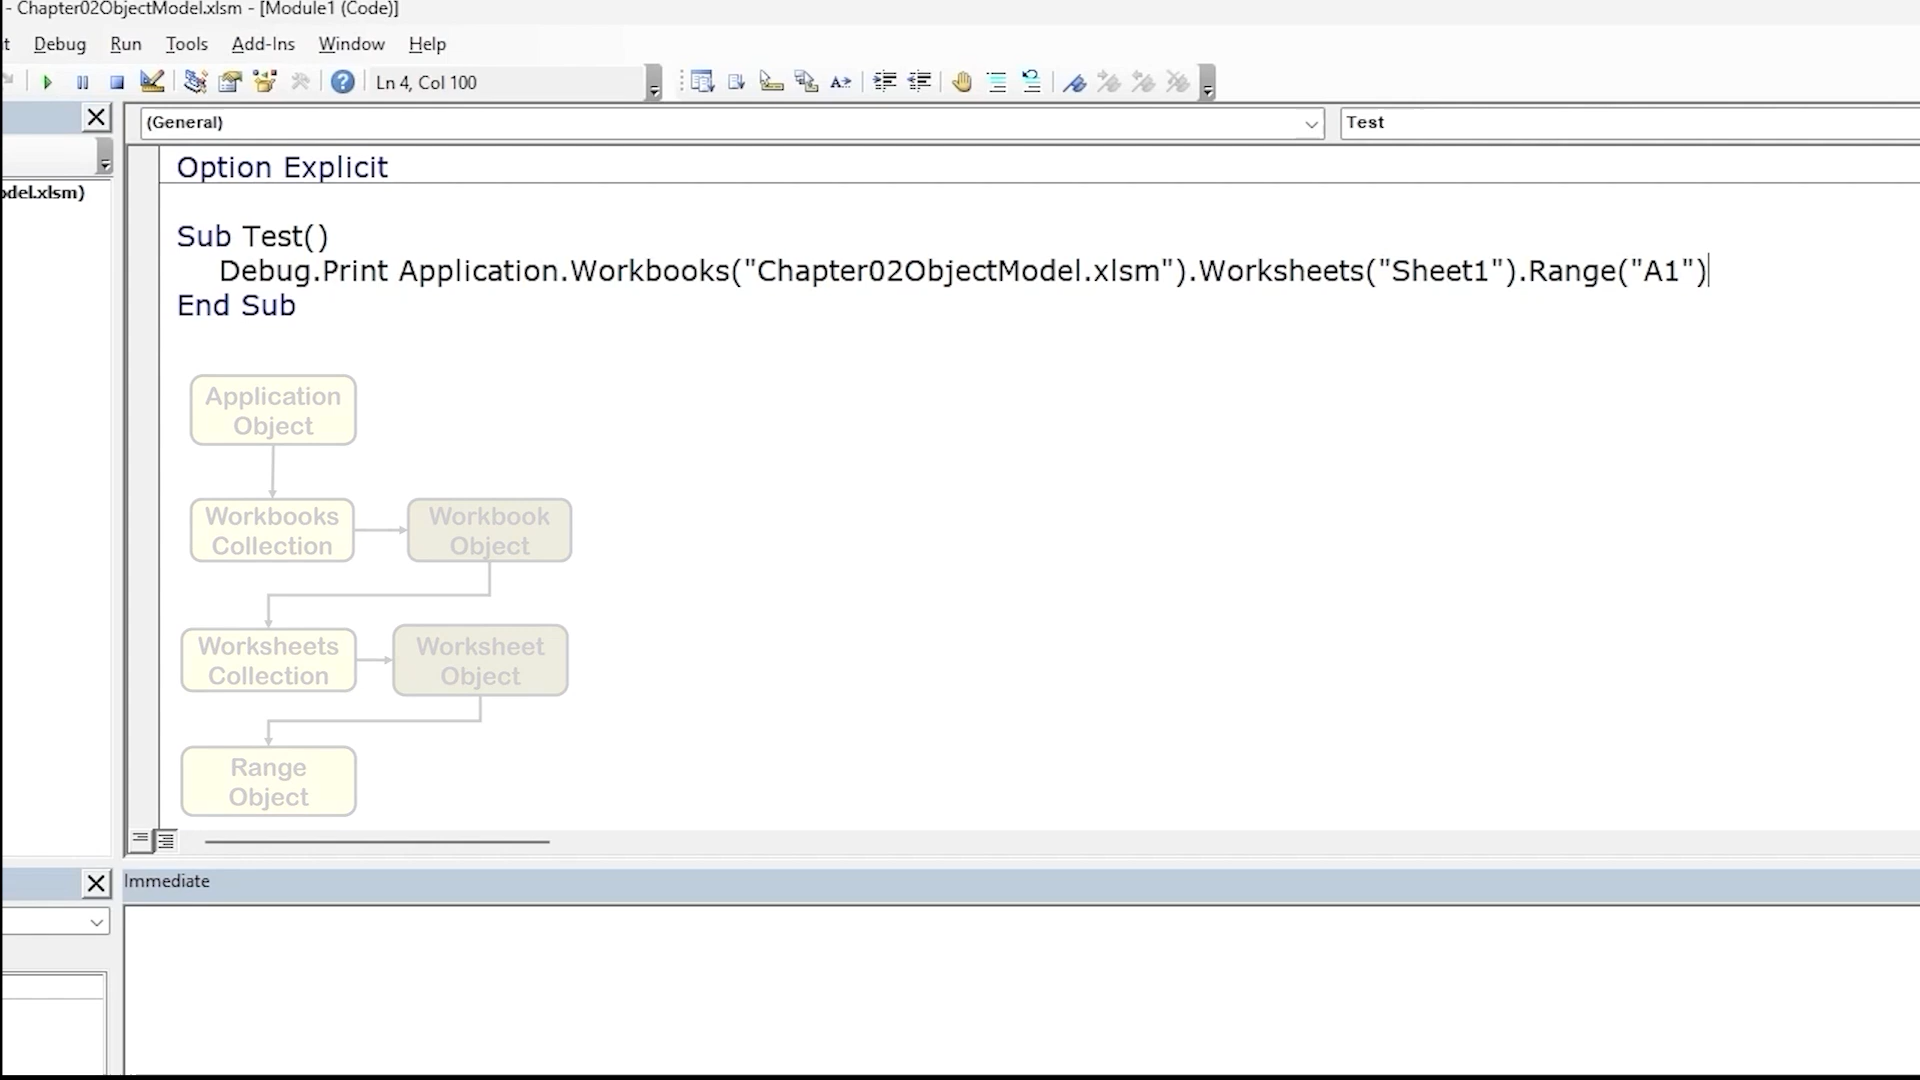 - Chapter02ObjectModel.xlsm - [Module1 (Code)]
t Debug Run Tools Add-Ins Window Help
Ln 4, Col 100
(General) Test
odel.xlsm)
Option Explicit
Sub Test()
Debug.Print Application.Workbooks("Chapter02ObjectModel.xlsm").Worksheets("Sheet1").Range("A1")
End Sub
Application
Object
Workbooks
Collection
Workbook
Object
Worksheets
Collection
Worksheet
Object
Range
Object
Immediate